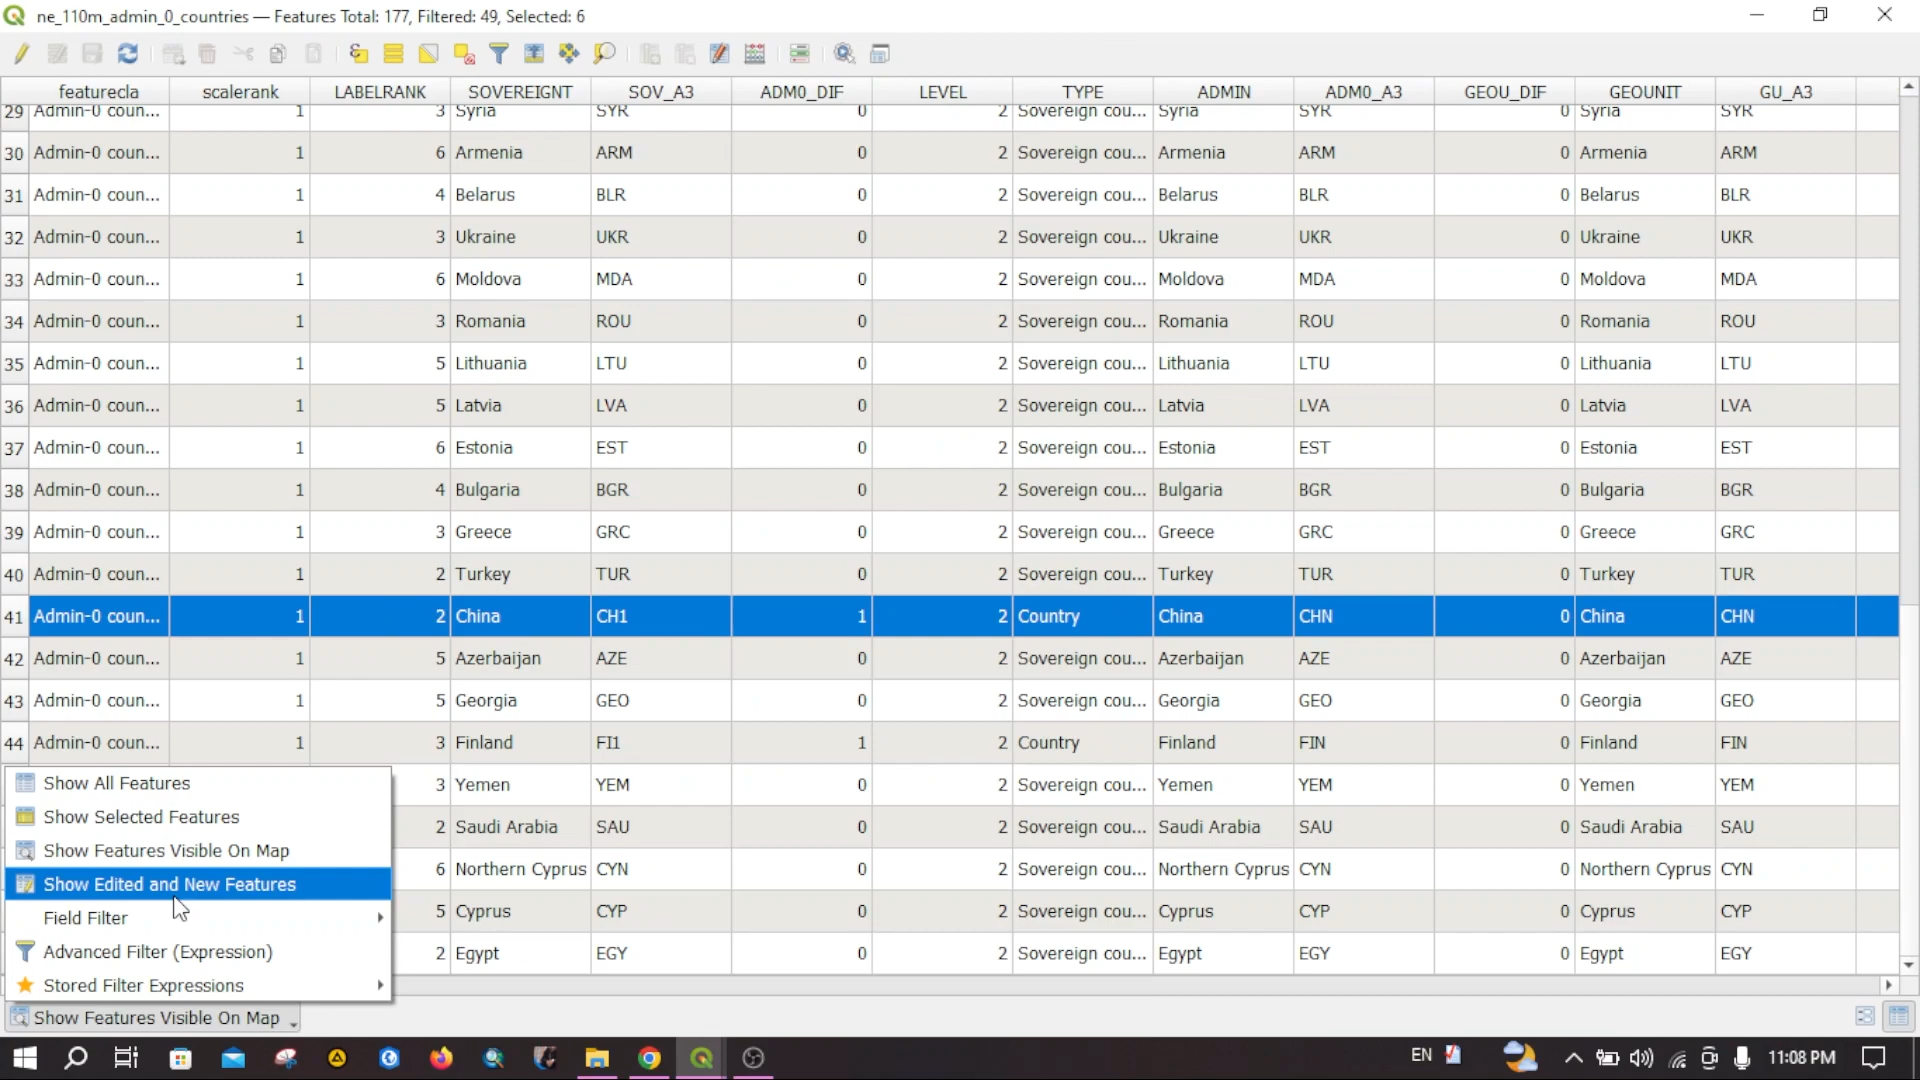 ne_110m_admin_0_countries — Features Total: 177, Filtered: 49, Selected: 6
featurecla scalerank LABELRANK SOVEREIGNT SOV_A3 ADM0_DIF LEVEL TYPE ADMIN ADM0_A3 GEOU_DIF GEOUNIT GU_A3
29 Admin-0 coun... 1 3 Syria SYR 0 2 Sovereign cou... Syria SYR 0 Syria SYR
30 Admin-0 coun... 1 6 Armenia ARM 0 2 Sovereign cou... Armenia ARM 0 Armenia ARM
31 Admin-0 coun... 1 4 Belarus BLR 0 2 Sovereign cou... Belarus BLR 0 Belarus BLR
32 Admin-0 coun... 1 3 Ukraine UKR 0 2 Sovereign cou... Ukraine UKR 0 Ukraine UKR
33 Admin-0 coun... 1 6 Moldova MDA 0 2 Sovereign cou... Moldova MDA 0 Moldova MDA
34 Admin-0 coun... 1 3 Romania ROU 0 2 Sovereign cou... Romania ROU 0 Romania ROU
35 Admin-0 coun... 1 5 Lithuania LTU 0 2 Sovereign cou... Lithuania LTU 0 Lithuania LTU
36 Admin-0 coun... 1 5 Latvia LVA 0 2 Sovereign cou... Latvia LVA 0 Latvia LVA
37 Admin-0 coun... 1 6 Estonia EST 0 2 Sovereign cou... Estonia EST 0 Estonia EST
38 Admin-0 coun... 1 4 Bulgaria BGR 0 2 Sovereign cou... Bulgaria BGR 0 Bulgaria BGR
39 Admin-0 coun... 1 3 Greece GRC 0 2 Sovereign cou... Greece GRC 0 Greece GRC
40 Admin-0 coun... 1 2 Turkey TUR 0 2 Sovereign cou... Turkey TUR 0 Turkey TUR
41 Admin-0 coun... 1 2 China CH1 1 2 Country China CHN 0 China CHN
42 Admin-0 coun... 1 5 Azerbaijan AZE 0 2 Sovereign cou... Azerbaijan AZE 0 Azerbaijan AZE
43 Admin-0 coun... 1 5 Georgia GEO 0 2 Sovereign cou... Georgia GEO 0 Georgia GEO
44 Admin-0 coun... 1 3 Finland FI1 1 2 Country Finland FIN 0 Finland FIN
3 Yemen YEM 0 2 Sovereign cou... Yemen YEM 0 Yemen YEM
2 Saudi Arabia SAU 0 2 Sovereign cou... Saudi Arabia SAU 0 Saudi Arabia SAU
6 Northern Cyprus CYN 0 2 Sovereign cou... Northern Cyprus CYN 0 Northern Cyprus CYN
5 Cyprus CYP 0 2 Sovereign cou... Cyprus CYP 0 Cyprus CYP
2 Egypt EGY 0 2 Sovereign cou... Egypt EGY 0 Egypt EGY
Show All Features
Show Selected Features
Show Features Visible On Map
Show Edited and New Features
Field Filter
Advanced Filter (Expression)
Stored Filter Expressions
Show Features Visible On Map
EN 11:08 PM